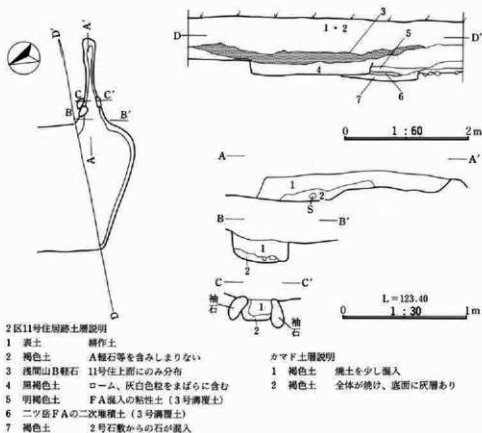 D'
A'
C
C'
B
B'
A
D
3
5
1・2
D
D'
4
7
6
0
1:60
2m
A
A'
1
2
S
B
B'
1
2
C
C'
袖石
1
2
袖石
L=123.40
0
1:30
1m
2区11号住居跡土層説明
1 表土 耕作土
2 褐色土 A軽石等を含みしまりない
3 浅間山B軽石 11号住上面にのみ分布
4 黒褐色土 ローム、灰白色粒をまばらに含む
5 明褐色土 FA混入の粘性土(3号溝覆土)
6 二ツ岳FAの二次堆積土(3号溝覆土)
7 褐色土 2号石敷からの石が混入
カマド土層説明
1 褐色土 焼土を少し混入
2 褐色土 全体が焼け、底面に灰層あり